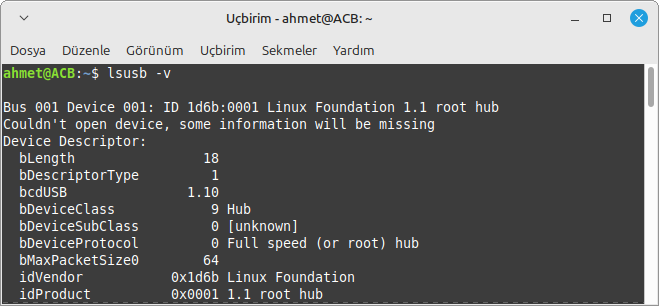 Uçbirim - ahmet@ACB: ~
Dosya Düzenle Görünüm Uçbirim Sekmeler Yardım
ahmet@ACB:~$ lsusb -v
Bus 001 Device 001: ID 1d6b:0001 Linux Foundation 1.1 root hub
Couldn't open device, some information will be missing
Device Descriptor:
  bLength                18
  bDescriptorType         1
  bcdUSB               1.10
  bDeviceClass            9 Hub
  bDeviceSubClass         0 [unknown]
  bDeviceProtocol         0 Full speed (or root) hub
  bMaxPacketSize0        64
  idVendor           0x1d6b Linux Foundation
  idProduct          0x0001 1.1 root hub